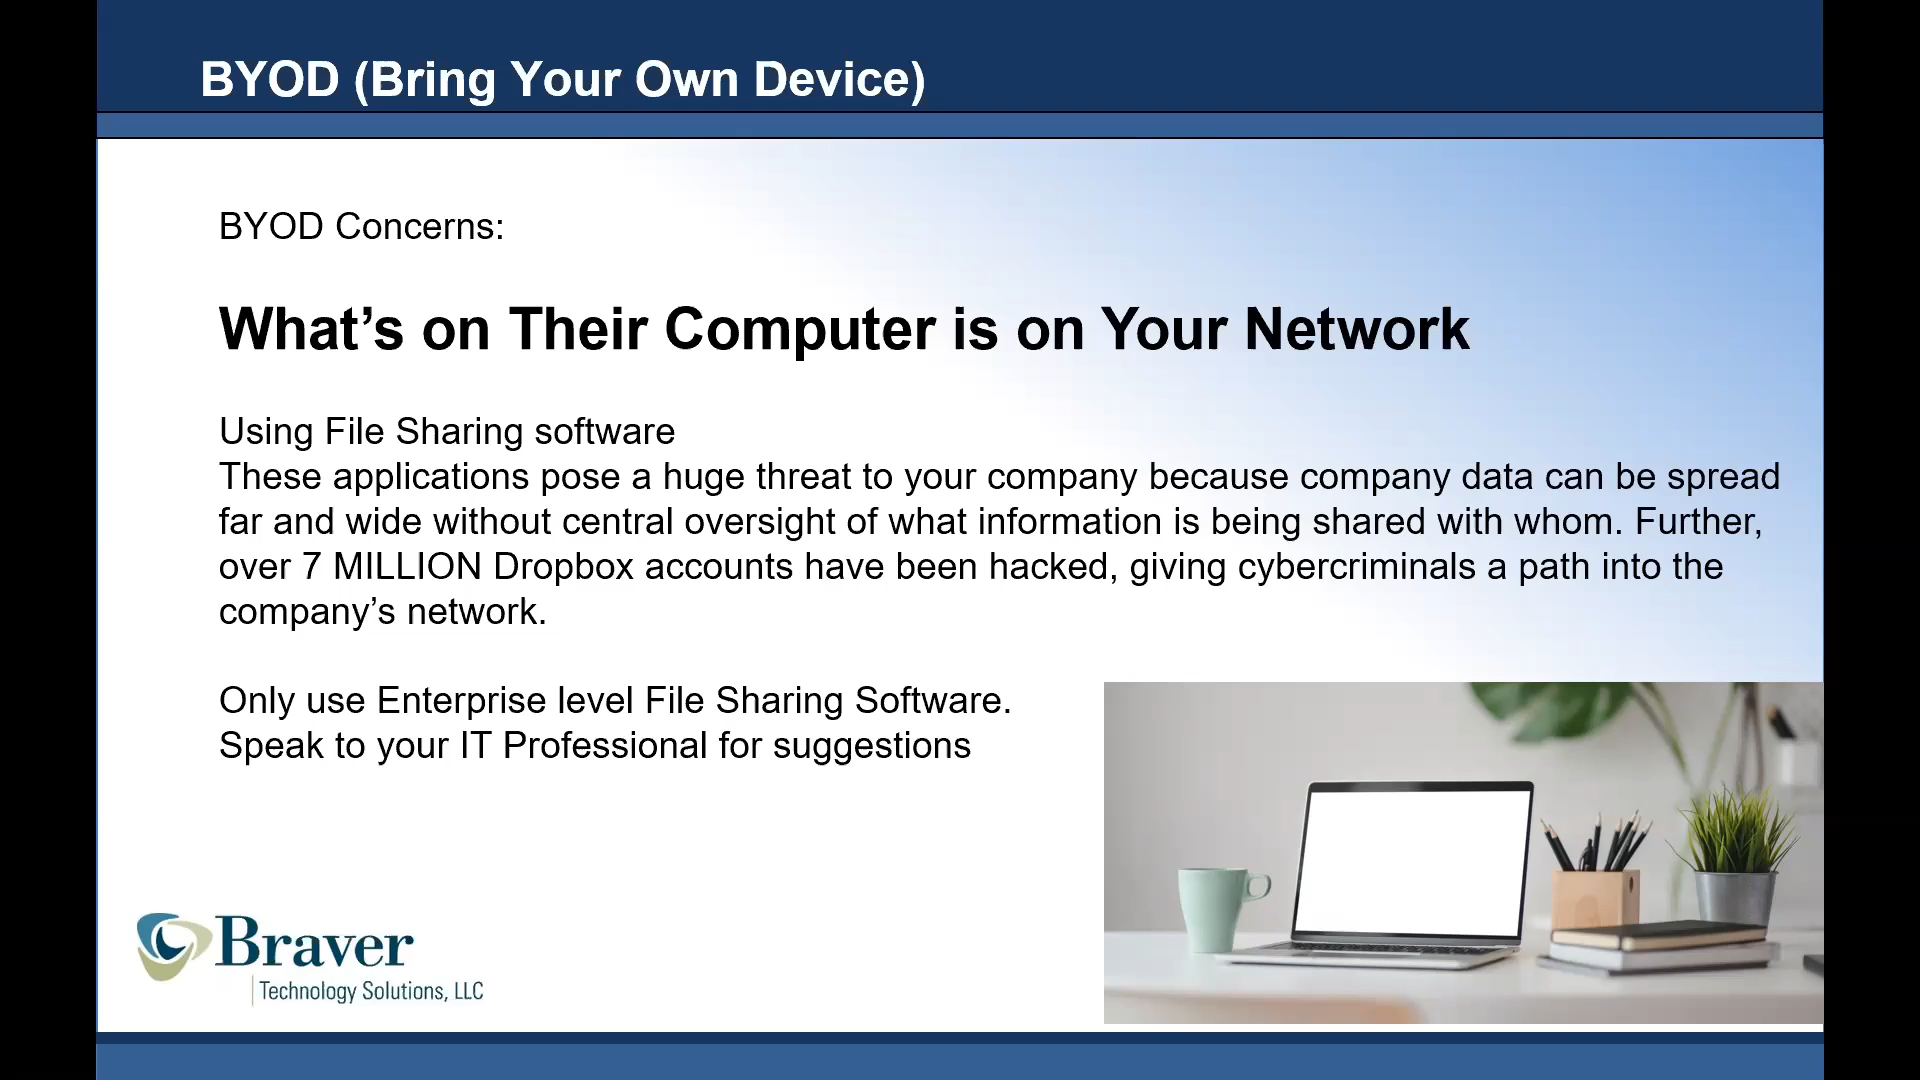 BYOD (Bring Your Own Device)
BYOD Concerns:
What’s on Their Computer is on Your Network
Using File Sharing software
These applications pose a huge threat to your company because company data can be spread
far and wide without central oversight of what information is being shared with whom. Further,
over 7 MILLION Dropbox accounts have been hacked, giving cybercriminals a path into the
company’s network.
Only use Enterprise level File Sharing Software.
Speak to your IT Professional for suggestions
Braver
Technology Solutions, LLC